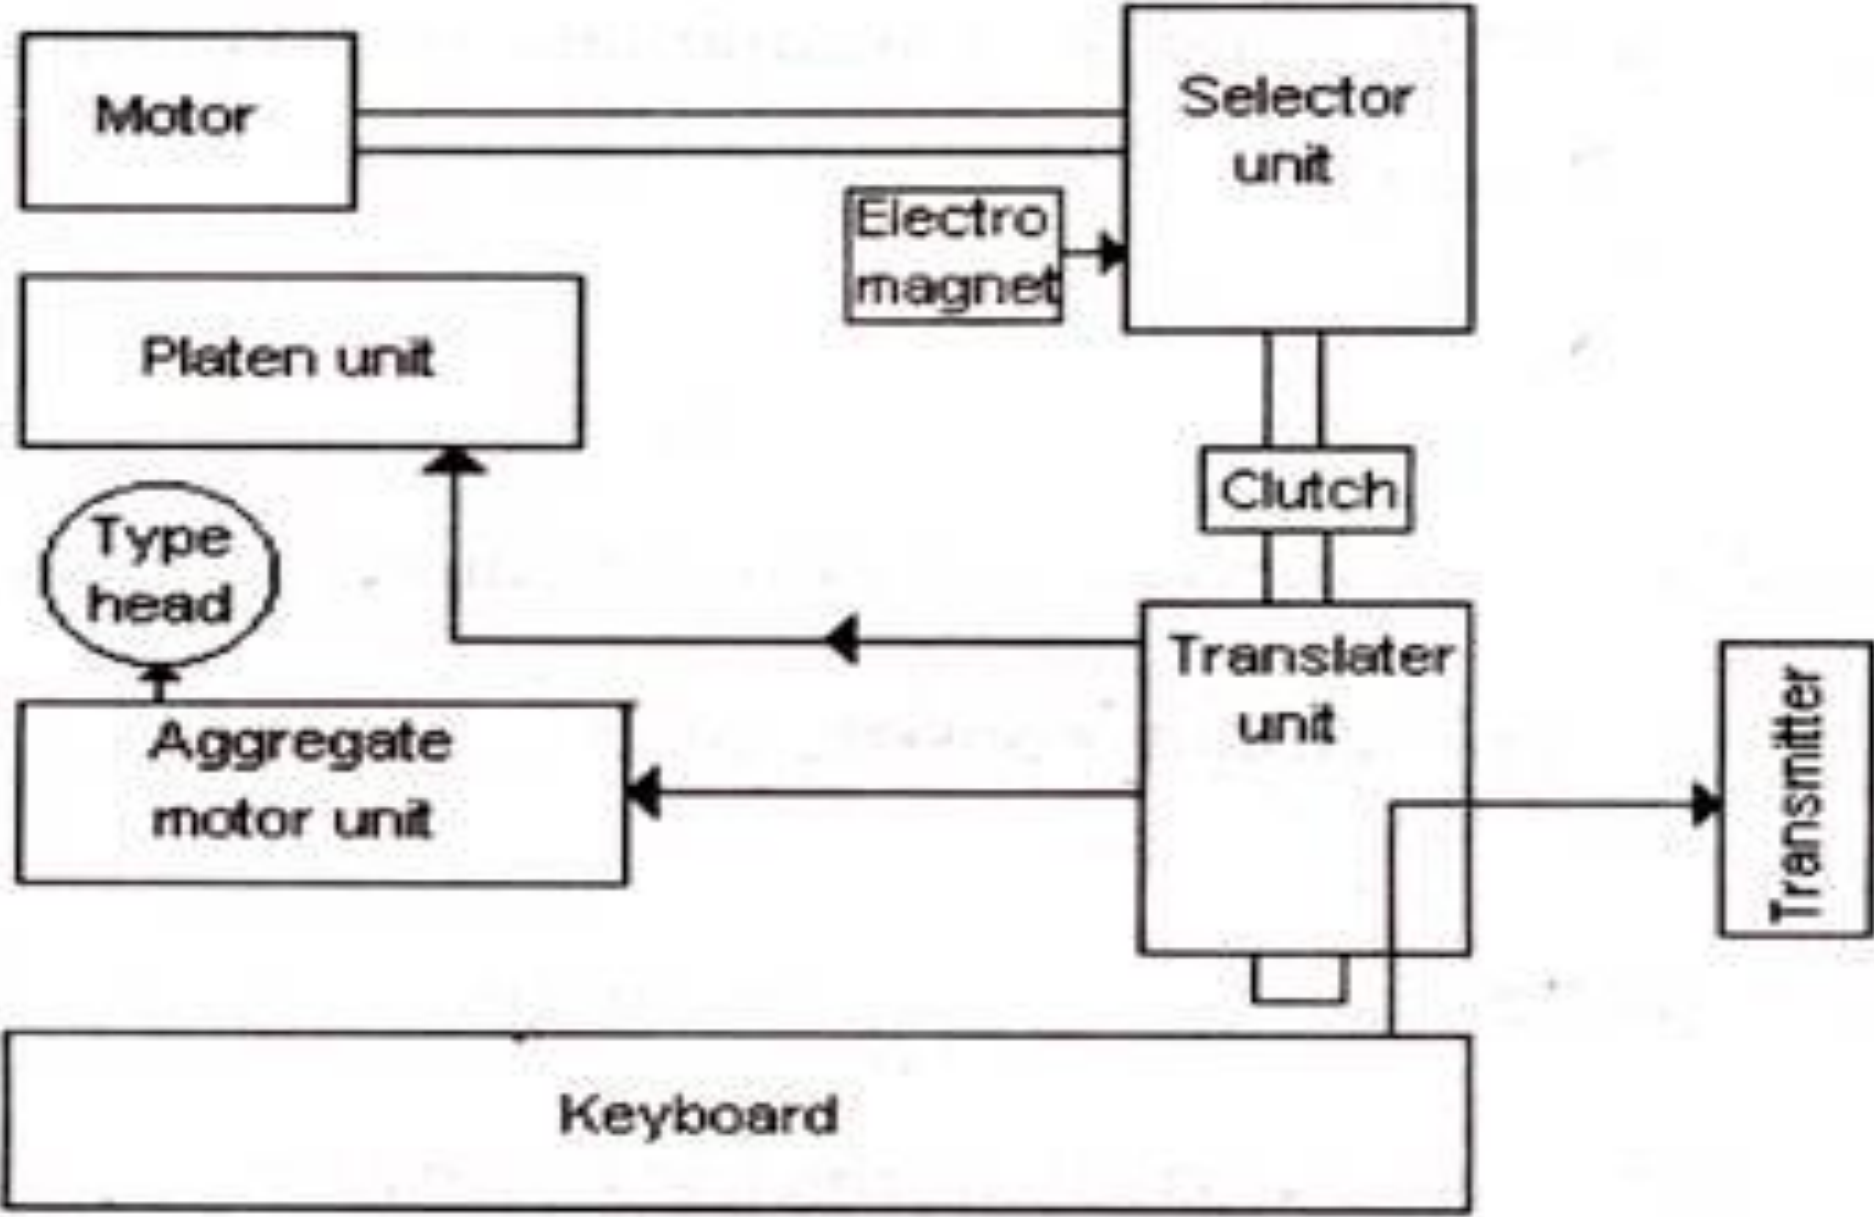 Motor
Selector
unit
Electro
magnet
Platen unit
Clutch
Type
head
Translater
unit
Aggregate
motor unit
Transmitter
Keyboard